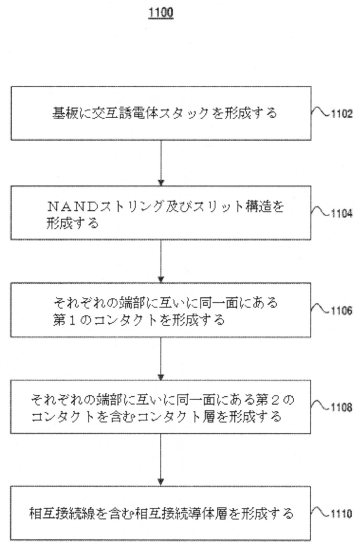 1100
基板に交互誘電体スタックを形成する
1102
NANDストリング及びスリット構造を
形成する
1104
それぞれの端部に互いに同一面にある
第1のコンタクトを形成する
1106
それぞれの端部に互いに同一面にある第2の
コンタクトを含むコンタクト層を形成する
1108
相互接続線を含む相互接続導体層を形成する
1110